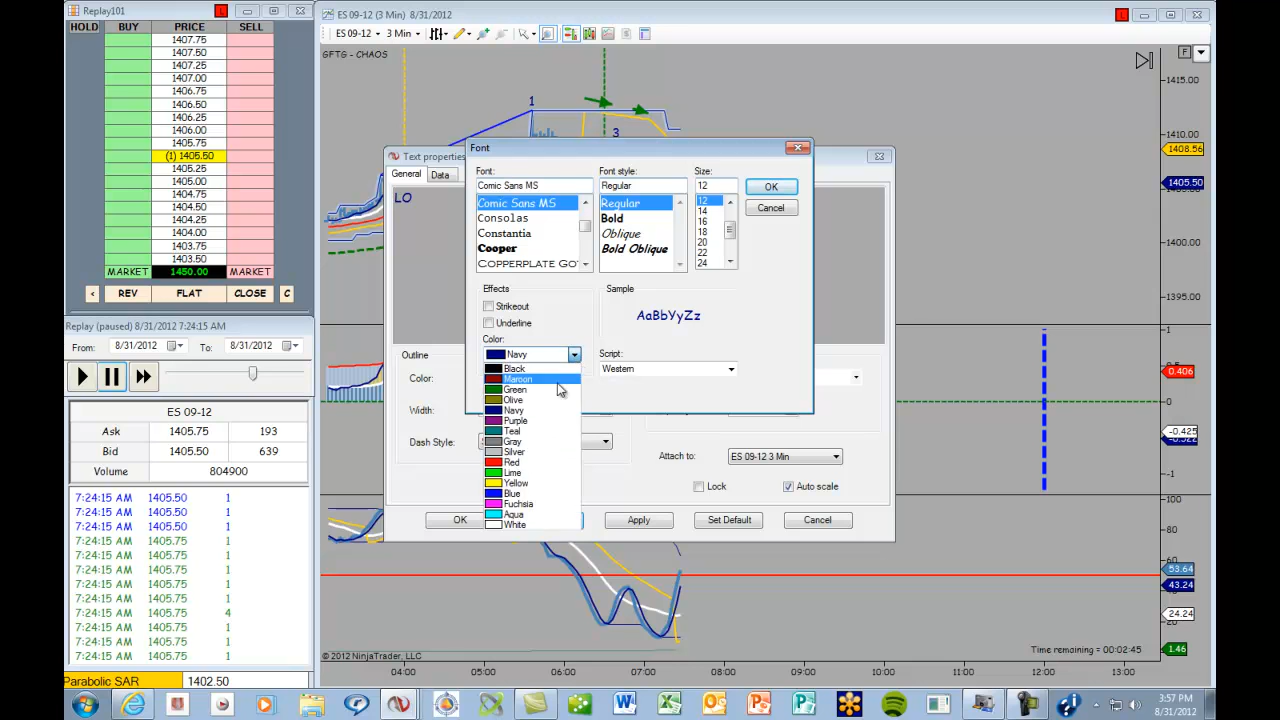 Replay101
HOLD BUY PRICE SELL
1407.75
1407.50
1407.25
1407.00
1406.75
1406.50
1406.25
1406.00
1405.75
(1) 1405.50
1405.25
1405.00
1404.75
1404.50
1404.25
1404.00
1403.75
1403.50
MARKET 1450.00 MARKET
< REV FLAT CLOSE C
Replay (paused) 8/31/2012 7:24:15 AM
From: 8/31/2012 To: 8/31/2012
ES 09-12
Ask 1405.75 193
Bid 1405.50 639
Volume 804900
7:24:15 AM 1405.50 1
7:24:15 AM 1405.50 1
7:24:15 AM 1405.50 1
7:24:15 AM 1405.75 1
7:24:15 AM 1405.75 1
7:24:15 AM 1405.75 1
7:24:15 AM 1405.75 1
7:24:15 AM 1405.75 1
7:24:15 AM 1405.75 4
7:24:15 AM 1405.75 1
7:24:15 AM 1405.75 1
7:24:15 AM 1405.75 1
Parabolic SAR 1402.50
ES 09-12 (3 Min) 8/31/2012
ES 09-12 3 Min
GFTG - CHAOS
F
1
3
1415.00
1410.00
1408.56
1405.50
1400.00
1395.00
1
0.406
0
-0.425
-1
100
80
60
53.64
43.24
24.24
20
1.46
Text properties
General Data
LO
Outline
Color:
Width:
Dash Style:
Attach to: ES 09-12 3 Min
Lock Auto scale
OK Apply Set Default Cancel
Font
Font: Font style: Size:
Comic Sans MS Regular 12
Comic Sans MS Regular 12
Consolas Bold 14
Constantia Oblique 16
Cooper Bold Oblique 18
COPPERPLATE GO 20
22
24
OK
Cancel
Effects
Strikeout
Underline
Color:
Navy
Black
Maroon
Green
Olive
Navy
Purple
Teal
Gray
Silver
Red
Lime
Yellow
Blue
Fuchsia
Aqua
White
Sample
AaBbYyZz
Script:
Western
© 2012 NinjaTrader, LLC
Time remaining = 00:02:45
04:00 05:00 06:00 07:00 08:00 09:00 10:00 11:00 12:00 13:00
3:57 PM
8/31/2012